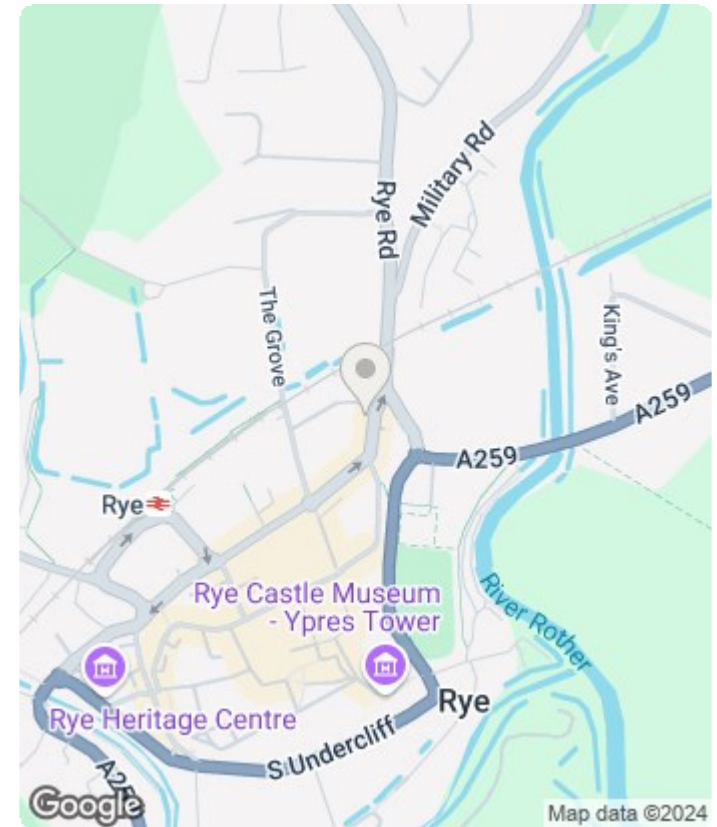 Military Rd
Rye Rd
The Grove
King's Ave
A259
A259
Rye
Rye Castle Museum
- Ypres Tower
River Rother
Rye Heritage Centre
Rye
S Undercliff
Google
Map data ©2024